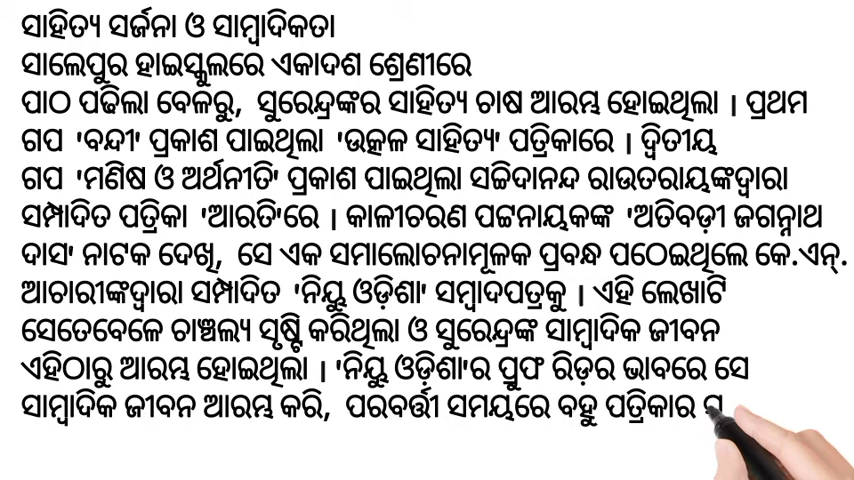 ସାହିତ୍ୟ ସର୍ଜନା ଓ ସାମ୍ବାଦିକତା
ସାଲେପୁର ହାଇସ୍କୁଲରେ ଏକାଦଶ ଶ୍ରେଣୀରେ
ପାଠ ପଢିଲା ବେଳରୁ, ସୁରେନ୍ଦ୍ରଙ୍କର ସାହିତ୍ୟ ଚାଷ ଆରମ୍ଭ ହୋଇଥିଲା । ପ୍ରଥମ
ଗପ 'ବନ୍ଦୀ' ପ୍ରକାଶ ପାଇଥିଲା 'ଉତ୍କଳ ସାହିତ୍ୟ' ପତ୍ରିକାରେ । ଦ୍ୱିତୀୟ
ଗପ 'ମଣିଷ ଓ ଅର୍ଥନୀତି' ପ୍ରକାଶ ପାଇଥିଲା ସଚ୍ଚିଦାନନ୍ଦ ରାଉତରାୟଙ୍କଦ୍ୱାରା
ସମ୍ପାଦିତ ପତ୍ରିକା 'ଆରତି'ରେ । କାଳୀଚରଣ ପଟ୍ଟନାୟକଙ୍କ 'ଅତିବଡ଼ୀ ଜଗନ୍ନାଥ
ଦାସ' ନାଟକ ଦେଖି, ସେ ଏକ ସମାଲୋଚନାମୂଳକ ପ୍ରବନ୍ଧ ପଠେଇଥିଲେ କେ.ଏନ୍.
ଆଚାରୀଙ୍କଦ୍ୱାରା ସମ୍ପାଦିତ 'ନିୟୁ ଓଡ଼ିଶା' ସମ୍ବାଦପତ୍ରକୁ । ଏହି ଲେଖାଟି
ସେତେବେଳେ ଚାଞ୍ଚଲ୍ୟ ସୃଷ୍ଟି କରିଥିଲା ଓ ସୁରେନ୍ଦ୍ରଙ୍କ ସାମ୍ବାଦିକ ଜୀବନ
ଏହିଠାରୁ ଆରମ୍ଭ ହୋଇଥିଲା । 'ନିୟୁ ଓଡ଼ିଶା'ର ପ୍ରୁଫ ରିଡ଼ର ଭାବରେ ସେ
ସାମ୍ବାଦିକ ଜୀବନ ଆରମ୍ଭ କରି, ପରବର୍ତ୍ତୀ ସମୟରେ ବହୁ ପତ୍ରିକାର